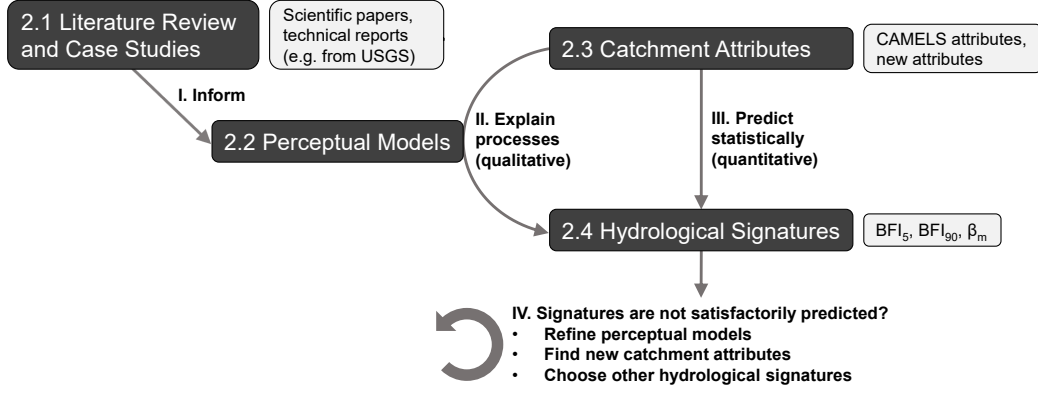 2.1 Literature Review
and Case Studies
Scientific papers,
technical reports
(e.g. from USGS)
2.3 Catchment Attributes
CAMELS attributes,
new attributes
I. Inform
2.2 Perceptual Models
II. Explain
processes
(qualitative)
III. Predict
statistically
(quantitative)
2.4 Hydrological Signatures
BFI5, BFI90, βm
IV. Signatures are not satisfactorily predicted?
• Refine perceptual models
• Find new catchment attributes
• Choose other hydrological signatures